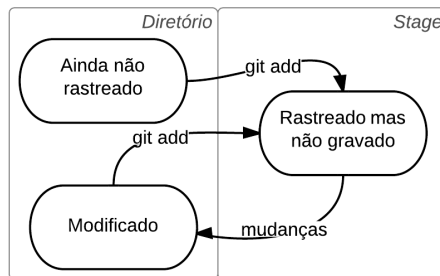 Diretório
Stage
Ainda não
rastreado
git add
Rastreado mas
não gravado
git add
Modificado
mudanças